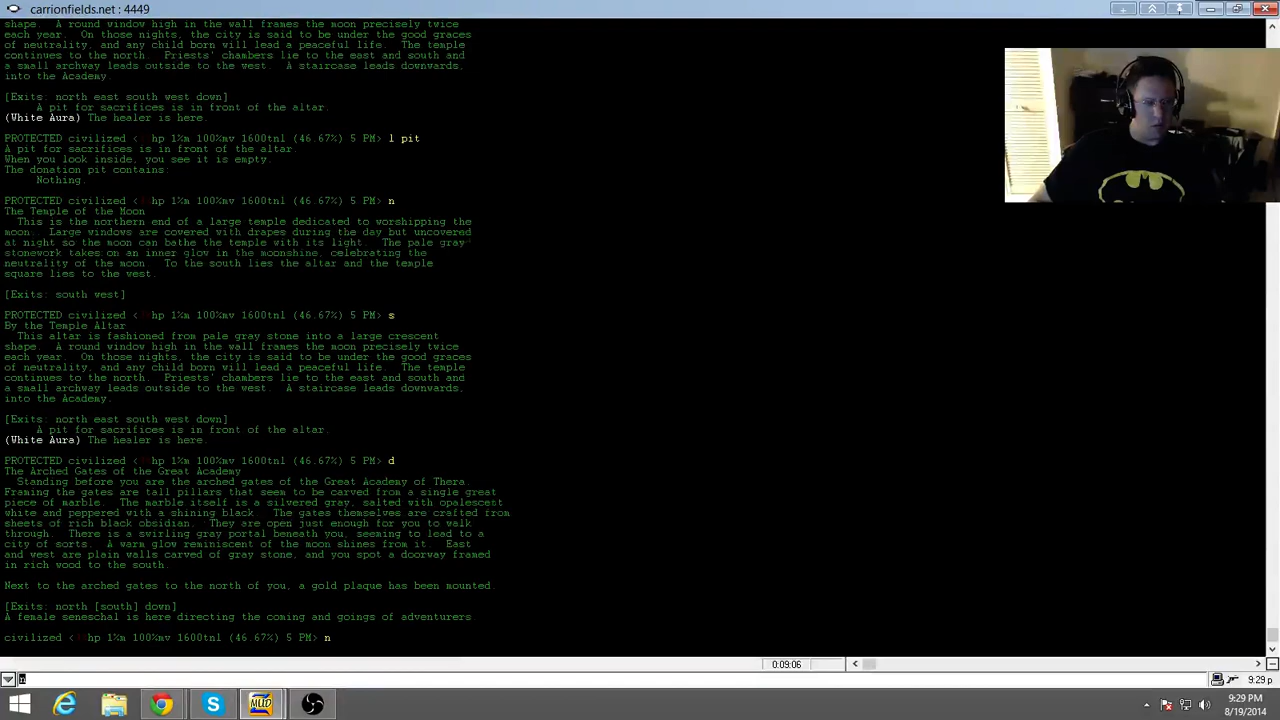 carrionfields.net : 4449
shape.  A round window high in the wall frames the moon precisely twice
each year.  On those nights, the city is said to be under the good graces
of neutrality, and any child born will lead a peaceful life.  The temple
continues to the north.  Priests' chambers lie to the east and south and
a small archway leads outside to the west.  A staircase leads downwards,
into the Academy.
[Exits: north east south west down]
A pit for sacrifices is in front of the altar.
(White Aura) The healer is here.
PROTECTED civilized < hp 1%m 100%mv 1600tnl (46.67%) 5 PM> l pit
A pit for sacrifices is in front of the altar.
When you look inside, you see it is empty.
The donation pit contains:
Nothing.
PROTECTED civilized < hp 1%m 100%mv 1600tnl (46.67%) 5 PM> n
The Temple of the Moon
This is the northern end of a large temple dedicated to worshipping the
moon.  Large windows are covered with drapes during the day but uncovered
at night so the moon can bathe the temple with its light.  The pale gray
stonework takes on an inner glow in the moonshine, celebrating the
neutrality of the moon.  To the south lies the altar and the temple
square lies to the west.
[Exits: south west]
PROTECTED civilized < hp 1%m 100%mv 1600tnl (46.67%) 5 PM> s
By the Temple Altar
This altar is fashioned from pale gray stone into a large crescent
shape.  A round window high in the wall frames the moon precisely twice
each year.  On those nights, the city is said to be under the good graces
of neutrality, and any child born will lead a peaceful life.  The temple
continues to the north.  Priests' chambers lie to the east and south and
a small archway leads outside to the west.  A staircase leads downwards,
into the Academy.
[Exits: north east south west down]
A pit for sacrifices is in front of the altar.
(White Aura) The healer is here.
PROTECTED civilized < hp 1%m 100%mv 1600tnl (46.67%) 5 PM> d
The Arched Gates of the Great Academy
Standing before you are the arched gates of the Great Academy of Thera.
Framing the gates are tall pillars that seem to be carved from a single great
piece of marble.  The marble itself is a silvered gray, salted with opalescent
white and peppered with a shining black.  The gates themselves are crafted from
sheets of rich black obsidian.  They are open just enough for you to walk
through.  There is a swirling gray portal beneath you, seeming to lead to a
city of sorts.  A warm glow reminiscent of the moon shines from it.  East
and west are plain walls carved of gray stone, and you spot a doorway framed
in rich wood to the south.
Next to the arched gates to the north of you, a gold plaque has been mounted.
[Exits: north [south] down]
A female seneschal is here directing the coming and goings of adventurers
civilized < hp 1%m 100%mv 1600tnl (46.67%) 5 PM> n
0:09:06
n
9:29 p
9:29 PM
8/19/2014